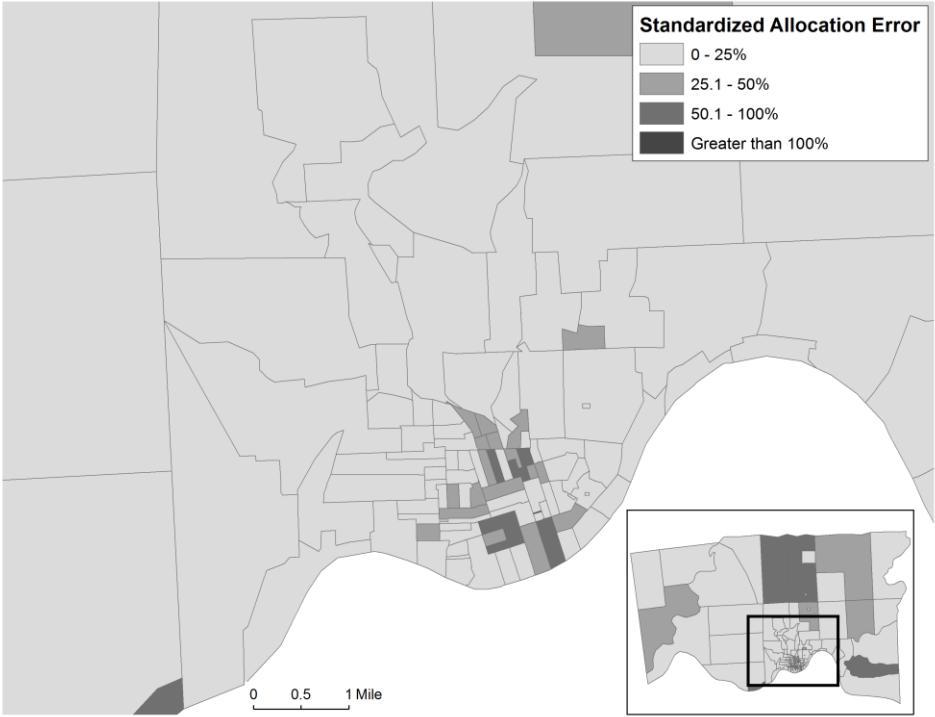 Standardized Allocation Error
0 - 25%
25.1 - 50%
50.1 - 100%
Greater than 100%
0 0.5 1 Mile